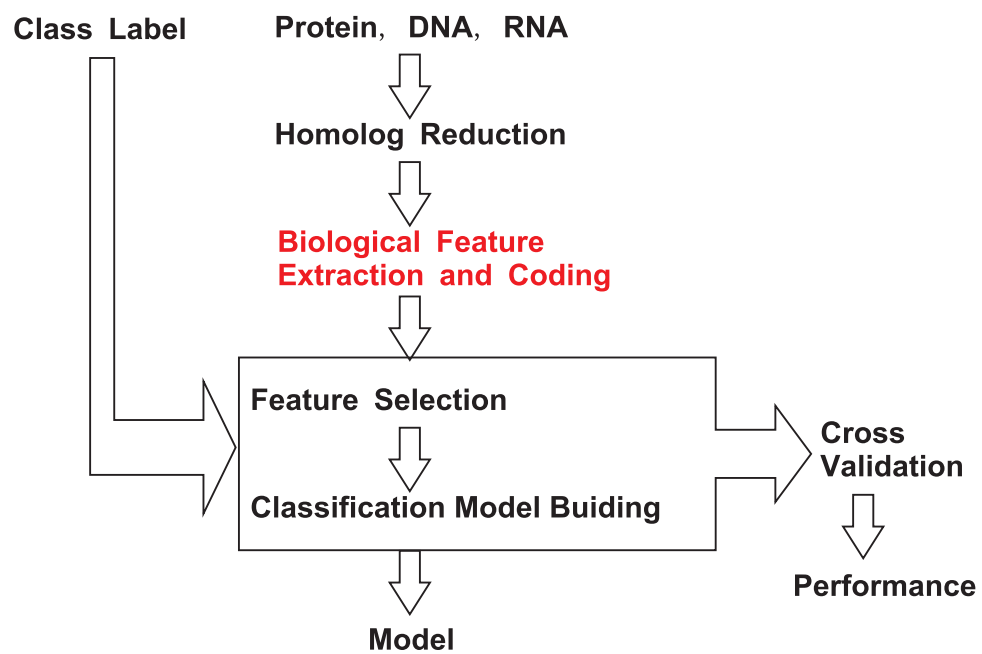 Class Label
Protein, DNA, RNA
Homolog Reduction
Biological Feature
Extraction and Coding
Feature Selection
Classification Model Buiding
Cross
Validation
Performance
Model